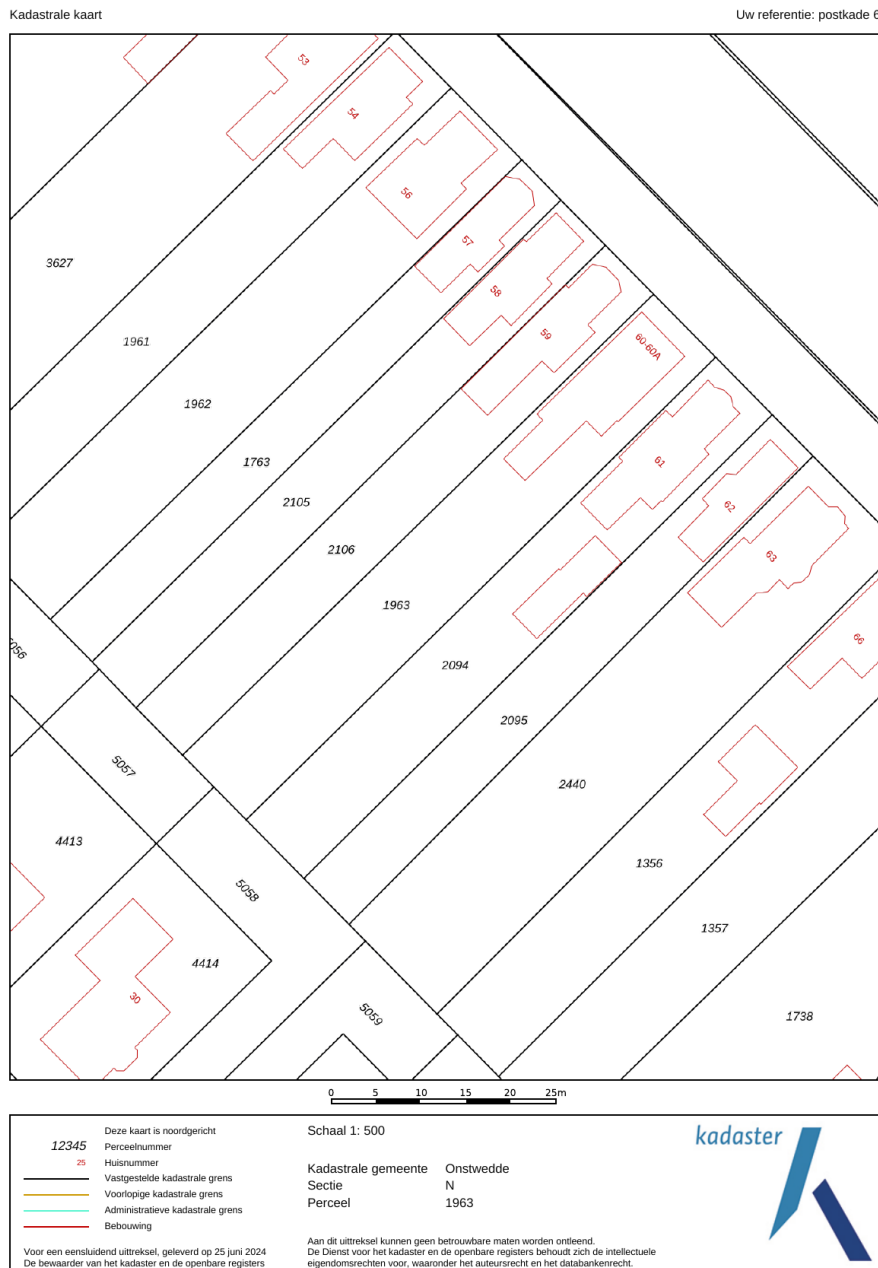 Kadastrale kaart
Uw referentie: postkade 6
53
54
56
57
58
59
60-60A
61
62
63
66
3627
1961
1962
1763
2105
2106
1963
2094
2095
2440
1356
1357
1738
5056
5057
4413
5058
4414
30
5059
0 5 10 15 20 25m
Deze kaart is noordgericht
12345 Perceelnummer
25 Huisnummer
Vastgestelde kadastrale grens
Voorlopige kadastrale grens
Administratieve kadastrale grens
Bebouwing
Voor een eensluidend uittreksel, geleverd op 25 juni 2024
De bewaarder van het kadaster en de openbare registers
Schaal 1: 500
Kadastrale gemeente Onstwedde
Sectie N
Perceel 1963
Aan dit uittreksel kunnen geen betrouwbare maten worden ontleend.
De Dienst voor het kadaster en de openbare registers behoudt zich de intellectuele
eigendomsrechten voor, waaronder het auteursrecht en het databankenrecht.
kadaster